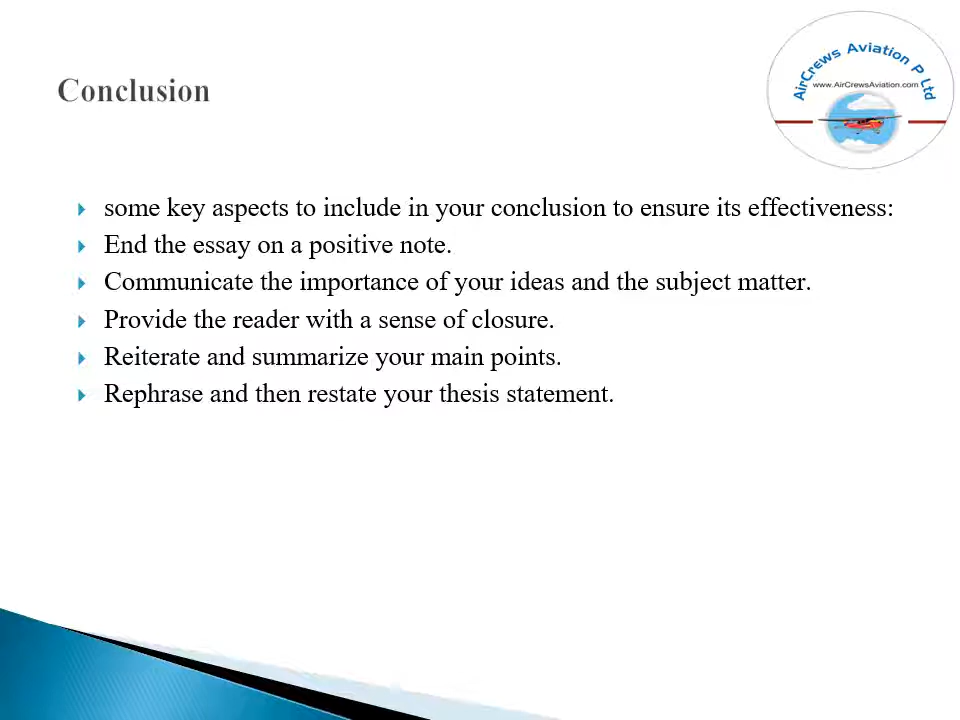 AirCrews Aviation P Ltd
www.AirCrewsAviation.com
Conclusion
some key aspects to include in your conclusion to ensure its effectiveness:
End the essay on a positive note.
Communicate the importance of your ideas and the subject matter.
Provide the reader with a sense of closure.
Reiterate and summarize your main points.
Rephrase and then restate your thesis statement.